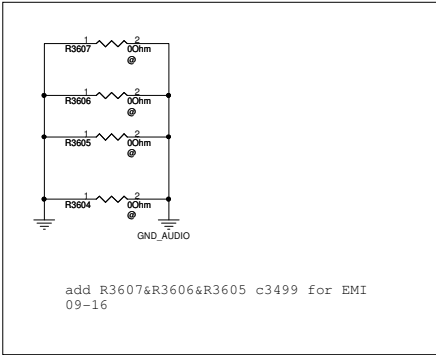 1 2
R3607 0Ohm
@
1 2
R3606 0Ohm
@
1 2
R3605 0Ohm
@
1 2
R3604 0Ohm
@
GND_AUDIO
add R3607&R3606&R3605 c3499 for EMI
09-16